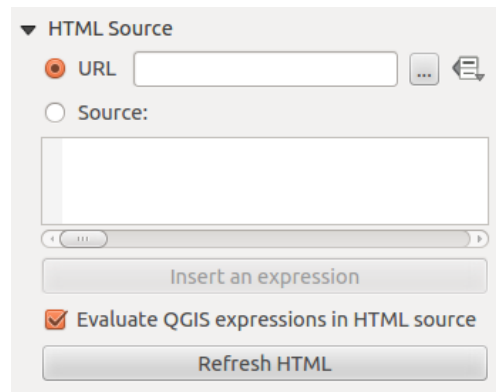 HTML Source
URL
...
Source:
Insert an expression
Evaluate QGIS expressions in HTML source
Refresh HTML